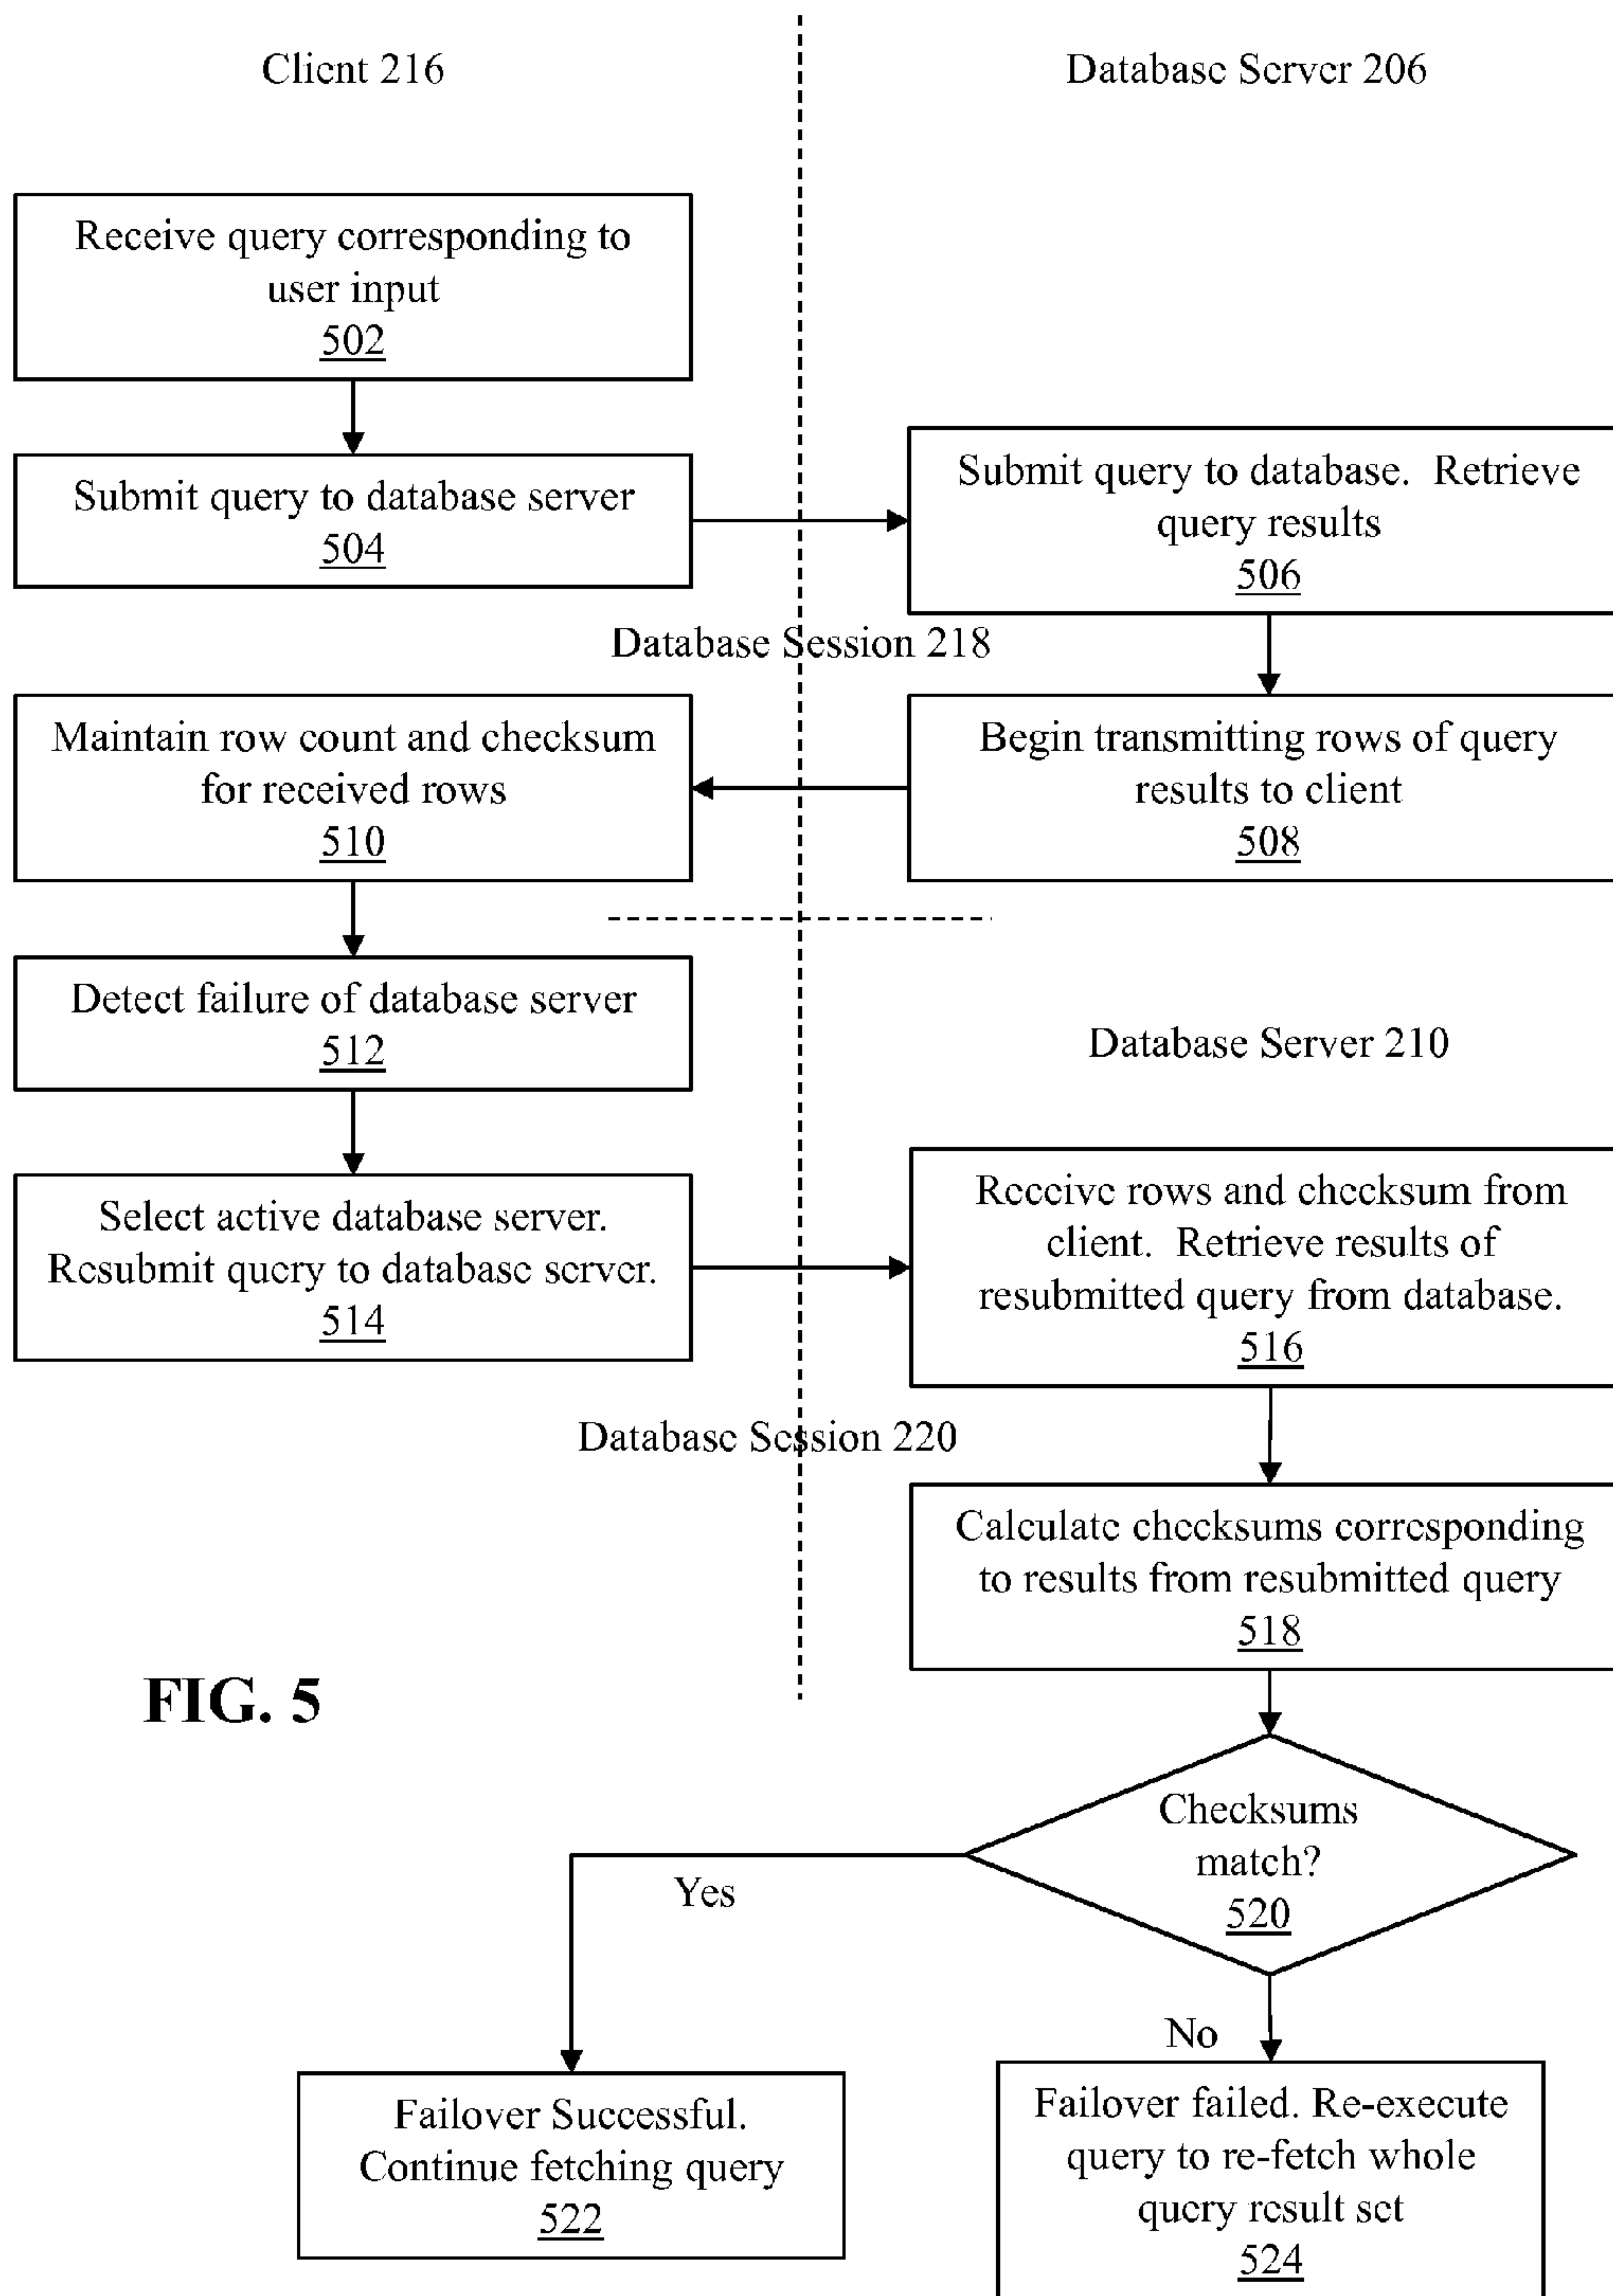 Client 216
Database Server 206
Receive query corresponding to
user input
502
Submit query to database server
504
Submit query to database. Retrieve
query results
506
Database Session 218
Maintain row count and checksum
for received rows
510
Begin transmitting rows of query
results to client
508
Detect failure of database server
512
Database Server 210
Select active database server.
Resubmit query to database server.
514
Receive rows and checksum from
client. Retrieve results of
resubmitted query from database.
516
Database Session 220
Calculate checksums corresponding
to results from resubmitted query
518
FIG. 5
Checksums
match?
520
Yes
No
Failover Successful.
Continue fetching query
522
Failover failed. Re-execute
query to re-fetch whole
query result set
524